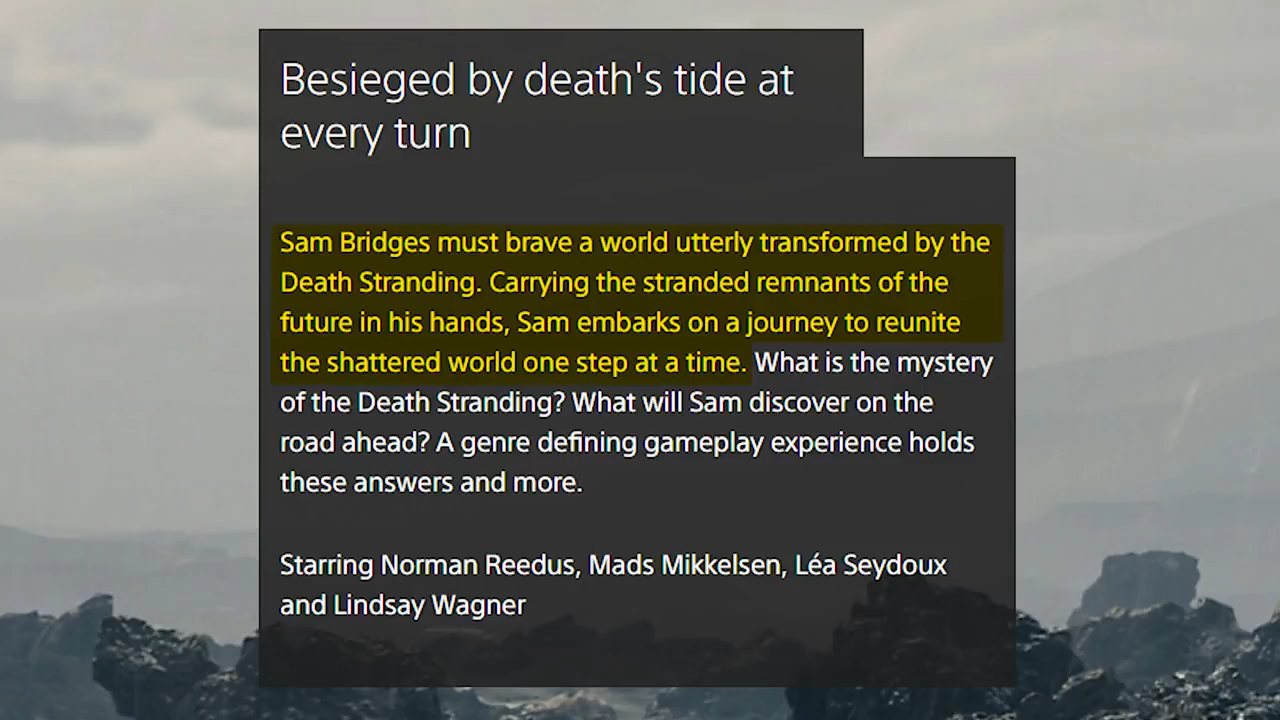 Besieged by death's tide at
every turn
Sam Bridges must brave a world utterly transformed by the
Death Stranding. Carrying the stranded remnants of the
future in his hands, Sam embarks on a journey to reunite
the shattered world one step at a time. What is the mystery
of the Death Stranding? What will Sam discover on the
road ahead? A genre defining gameplay experience holds
these answers and more.
Starring Norman Reedus, Mads Mikkelsen, Léa Seydoux
and Lindsay Wagner